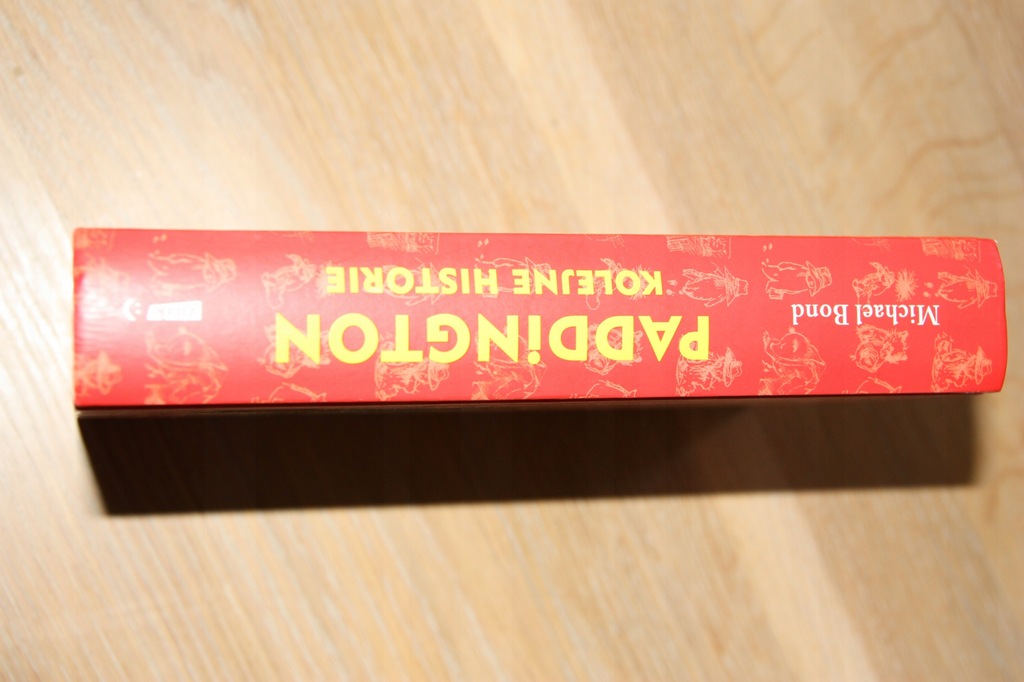 Michael Bond
PADDiNGTON
KOLEJNE HISTORIE